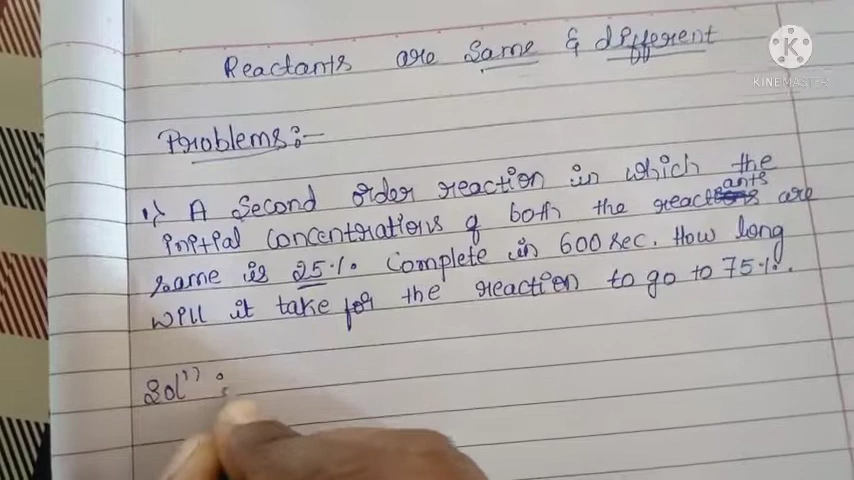 Reactants are Same & different
K
KINEMASTER
Problems:-
1) A Second order reaction in which the
initial concentrations of both the reactants are
same is 25% complete in 600 sec. How long
will it take for the reaction to go to 75%.
Solⁿ :